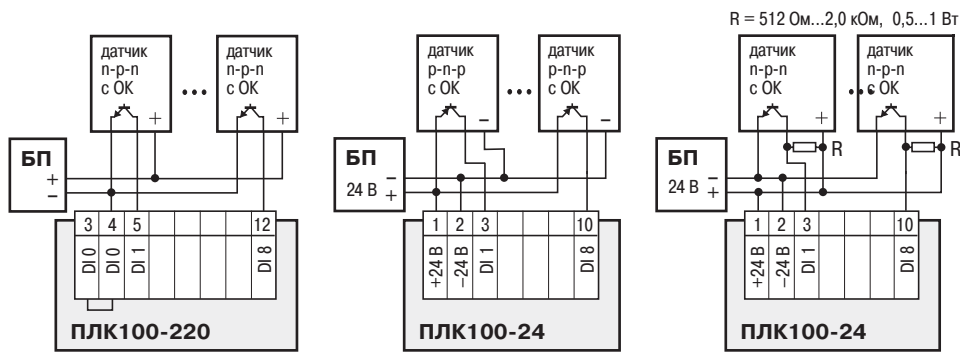 R = 512 Ом...2,0 кОм, 0,5...1 Вт
датчик
n-p-n
с ОК
+
датчик
n-p-n
с ОК
+
БП
+
−
3 4 5 12
DI 0 DI 0 DI 1 DI 8
ПЛК100-220
датчик
p-n-p
с ОК
−
датчик
p-n-p
с ОК
−
БП
−
24 В +
1 2 3 10
+24 В −24 В DI 1 DI 8
ПЛК100-24
датчик
n-p-n
с ОК
+
датчик
n-p-n
с ОК
+
R
R
БП
−
24 В +
1 2 3 10
+24 В −24 В DI 1 DI 8
ПЛК100-24